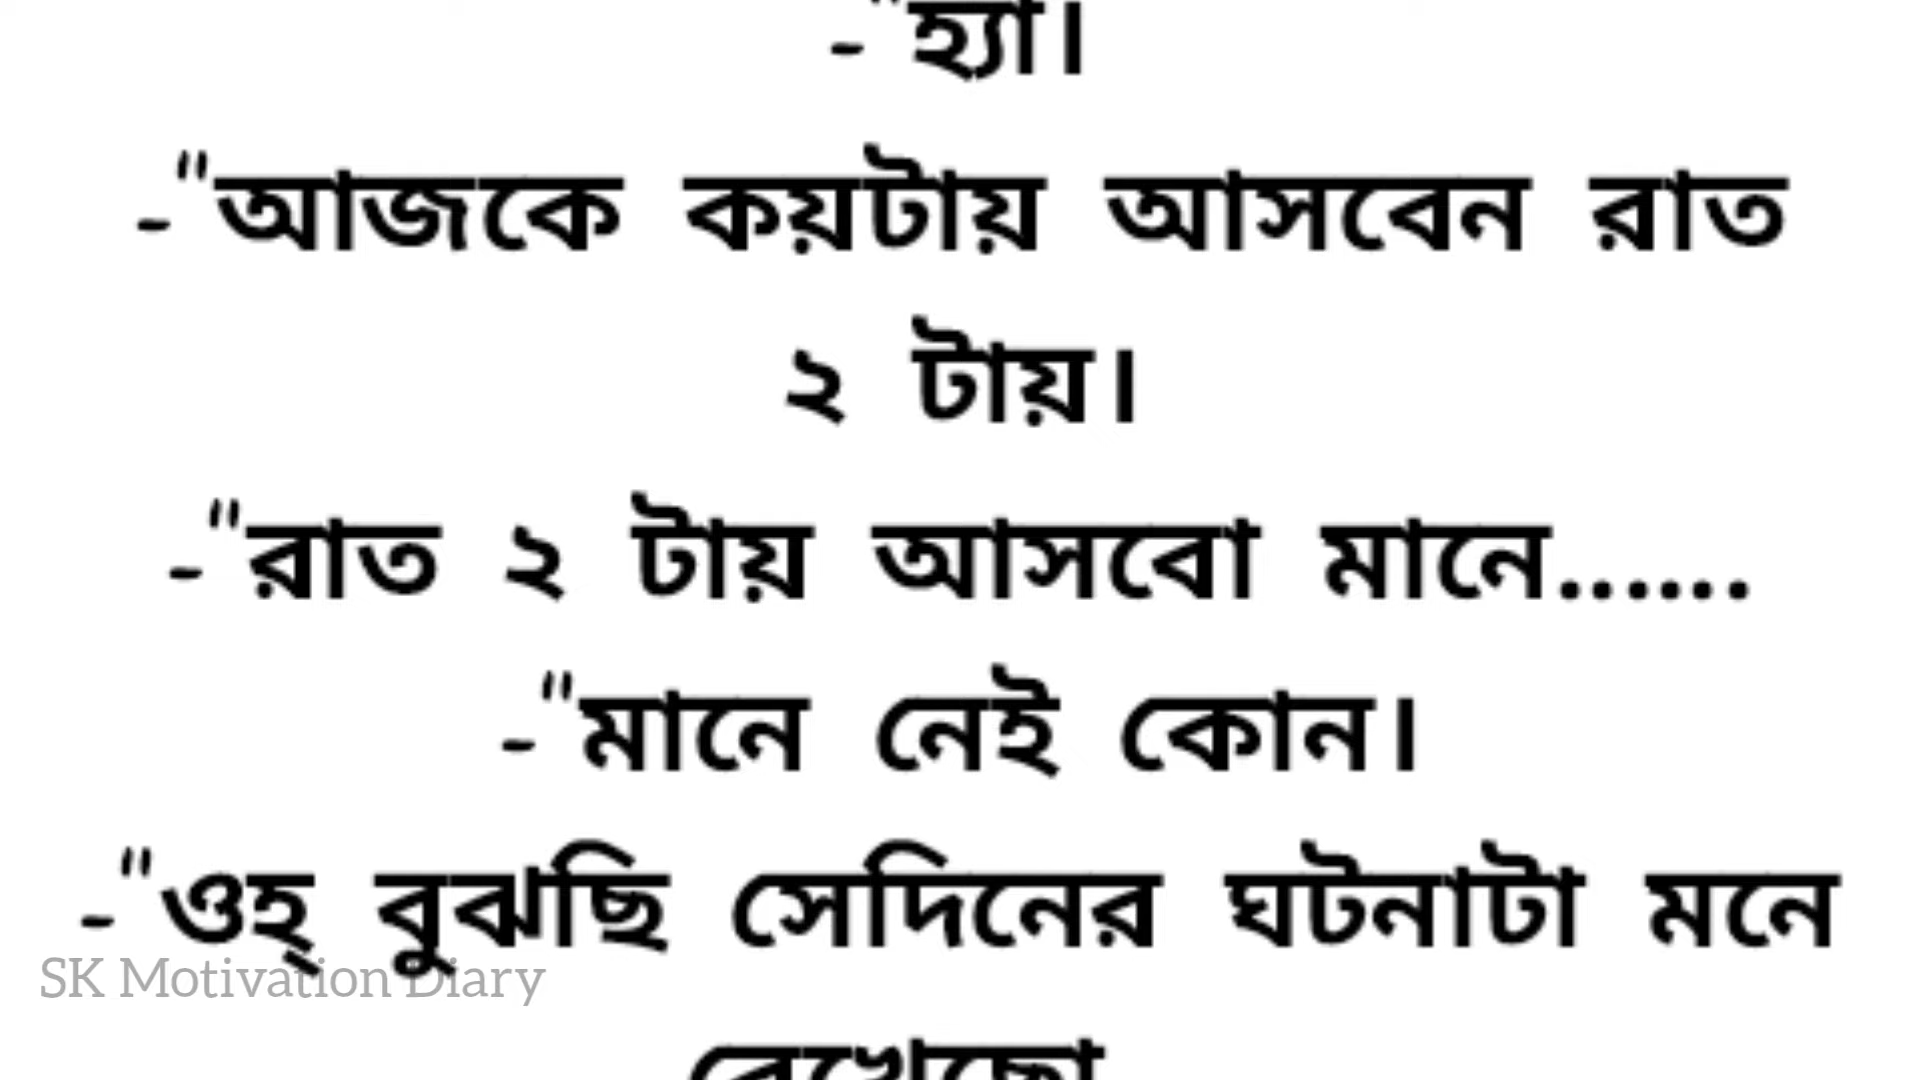 -"হ্যা।
-"আজকে কয়টায় আসবেন রাত
২ টায়।
-"রাত ২ টায় আসবো মানে......
-"মানে নেই কোন।
-"ওহ্ বুঝছি সেদিনের ঘটনাটা মনে
SK Motivation Diary
রেখেছো